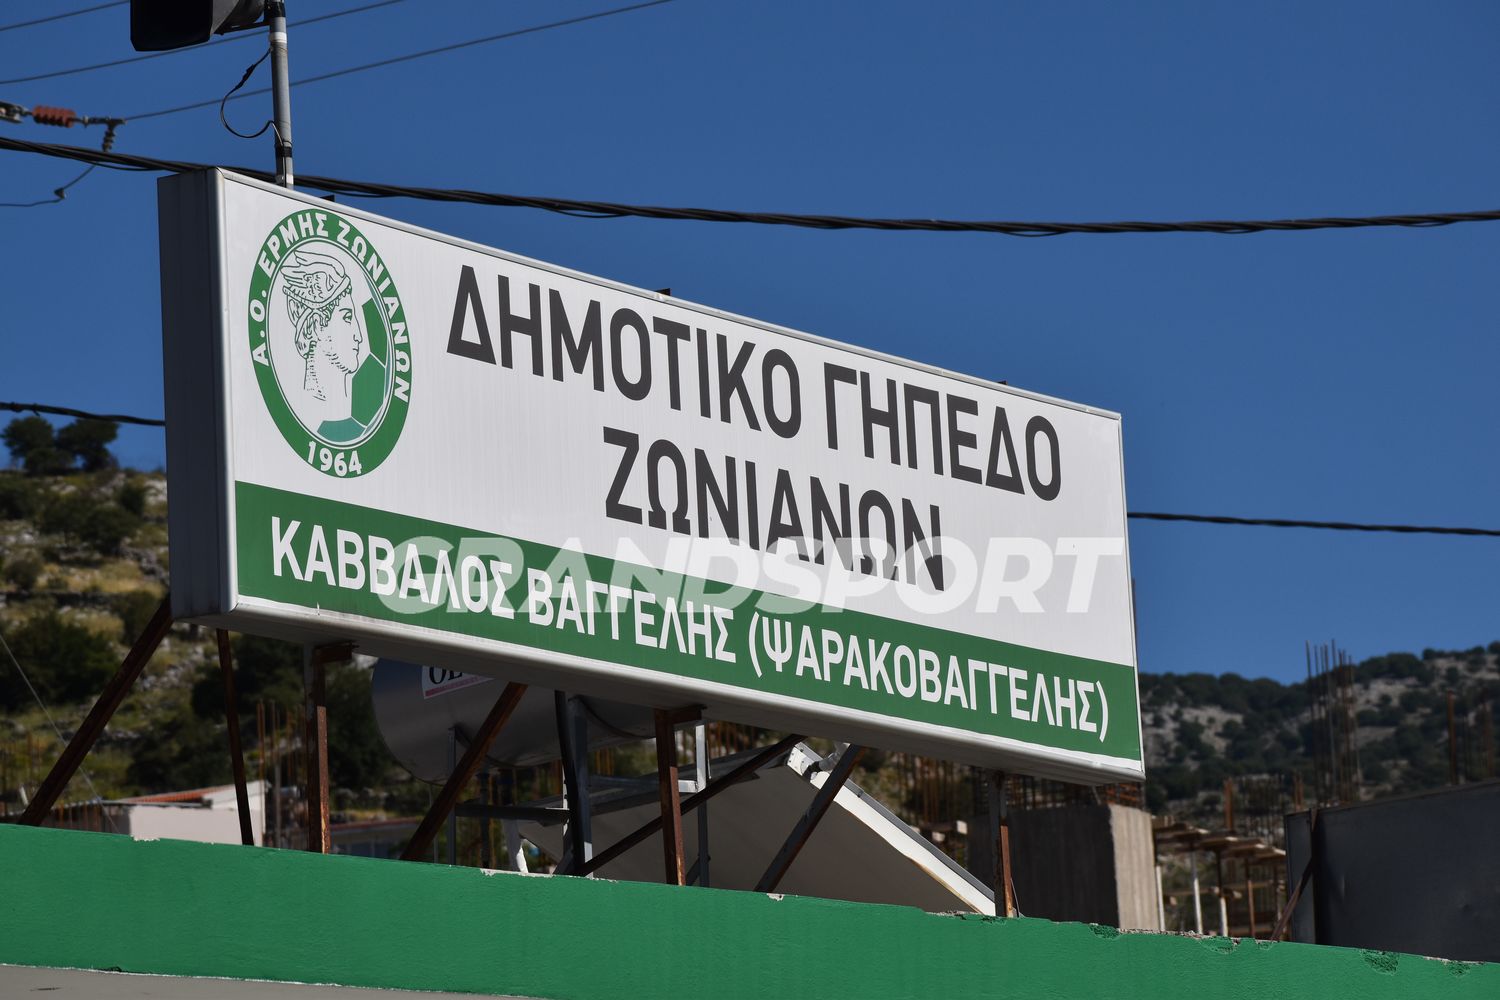 Α.Ο. ΕΡΜΗΣ ΖΩΝΙΑΝΩΝ
1964
ΔΗΜΟΤΙΚΟ ΓΗΠΕΔΟ
ΖΩΝΙΑΝΩΝ
ΚΑΒΒΑΛΟΣ ΒΑΓΓΕΛΗΣ (ΨΑΡΑΚΟΒΑΓΓΕΛΗΣ)
GRANDSPORT